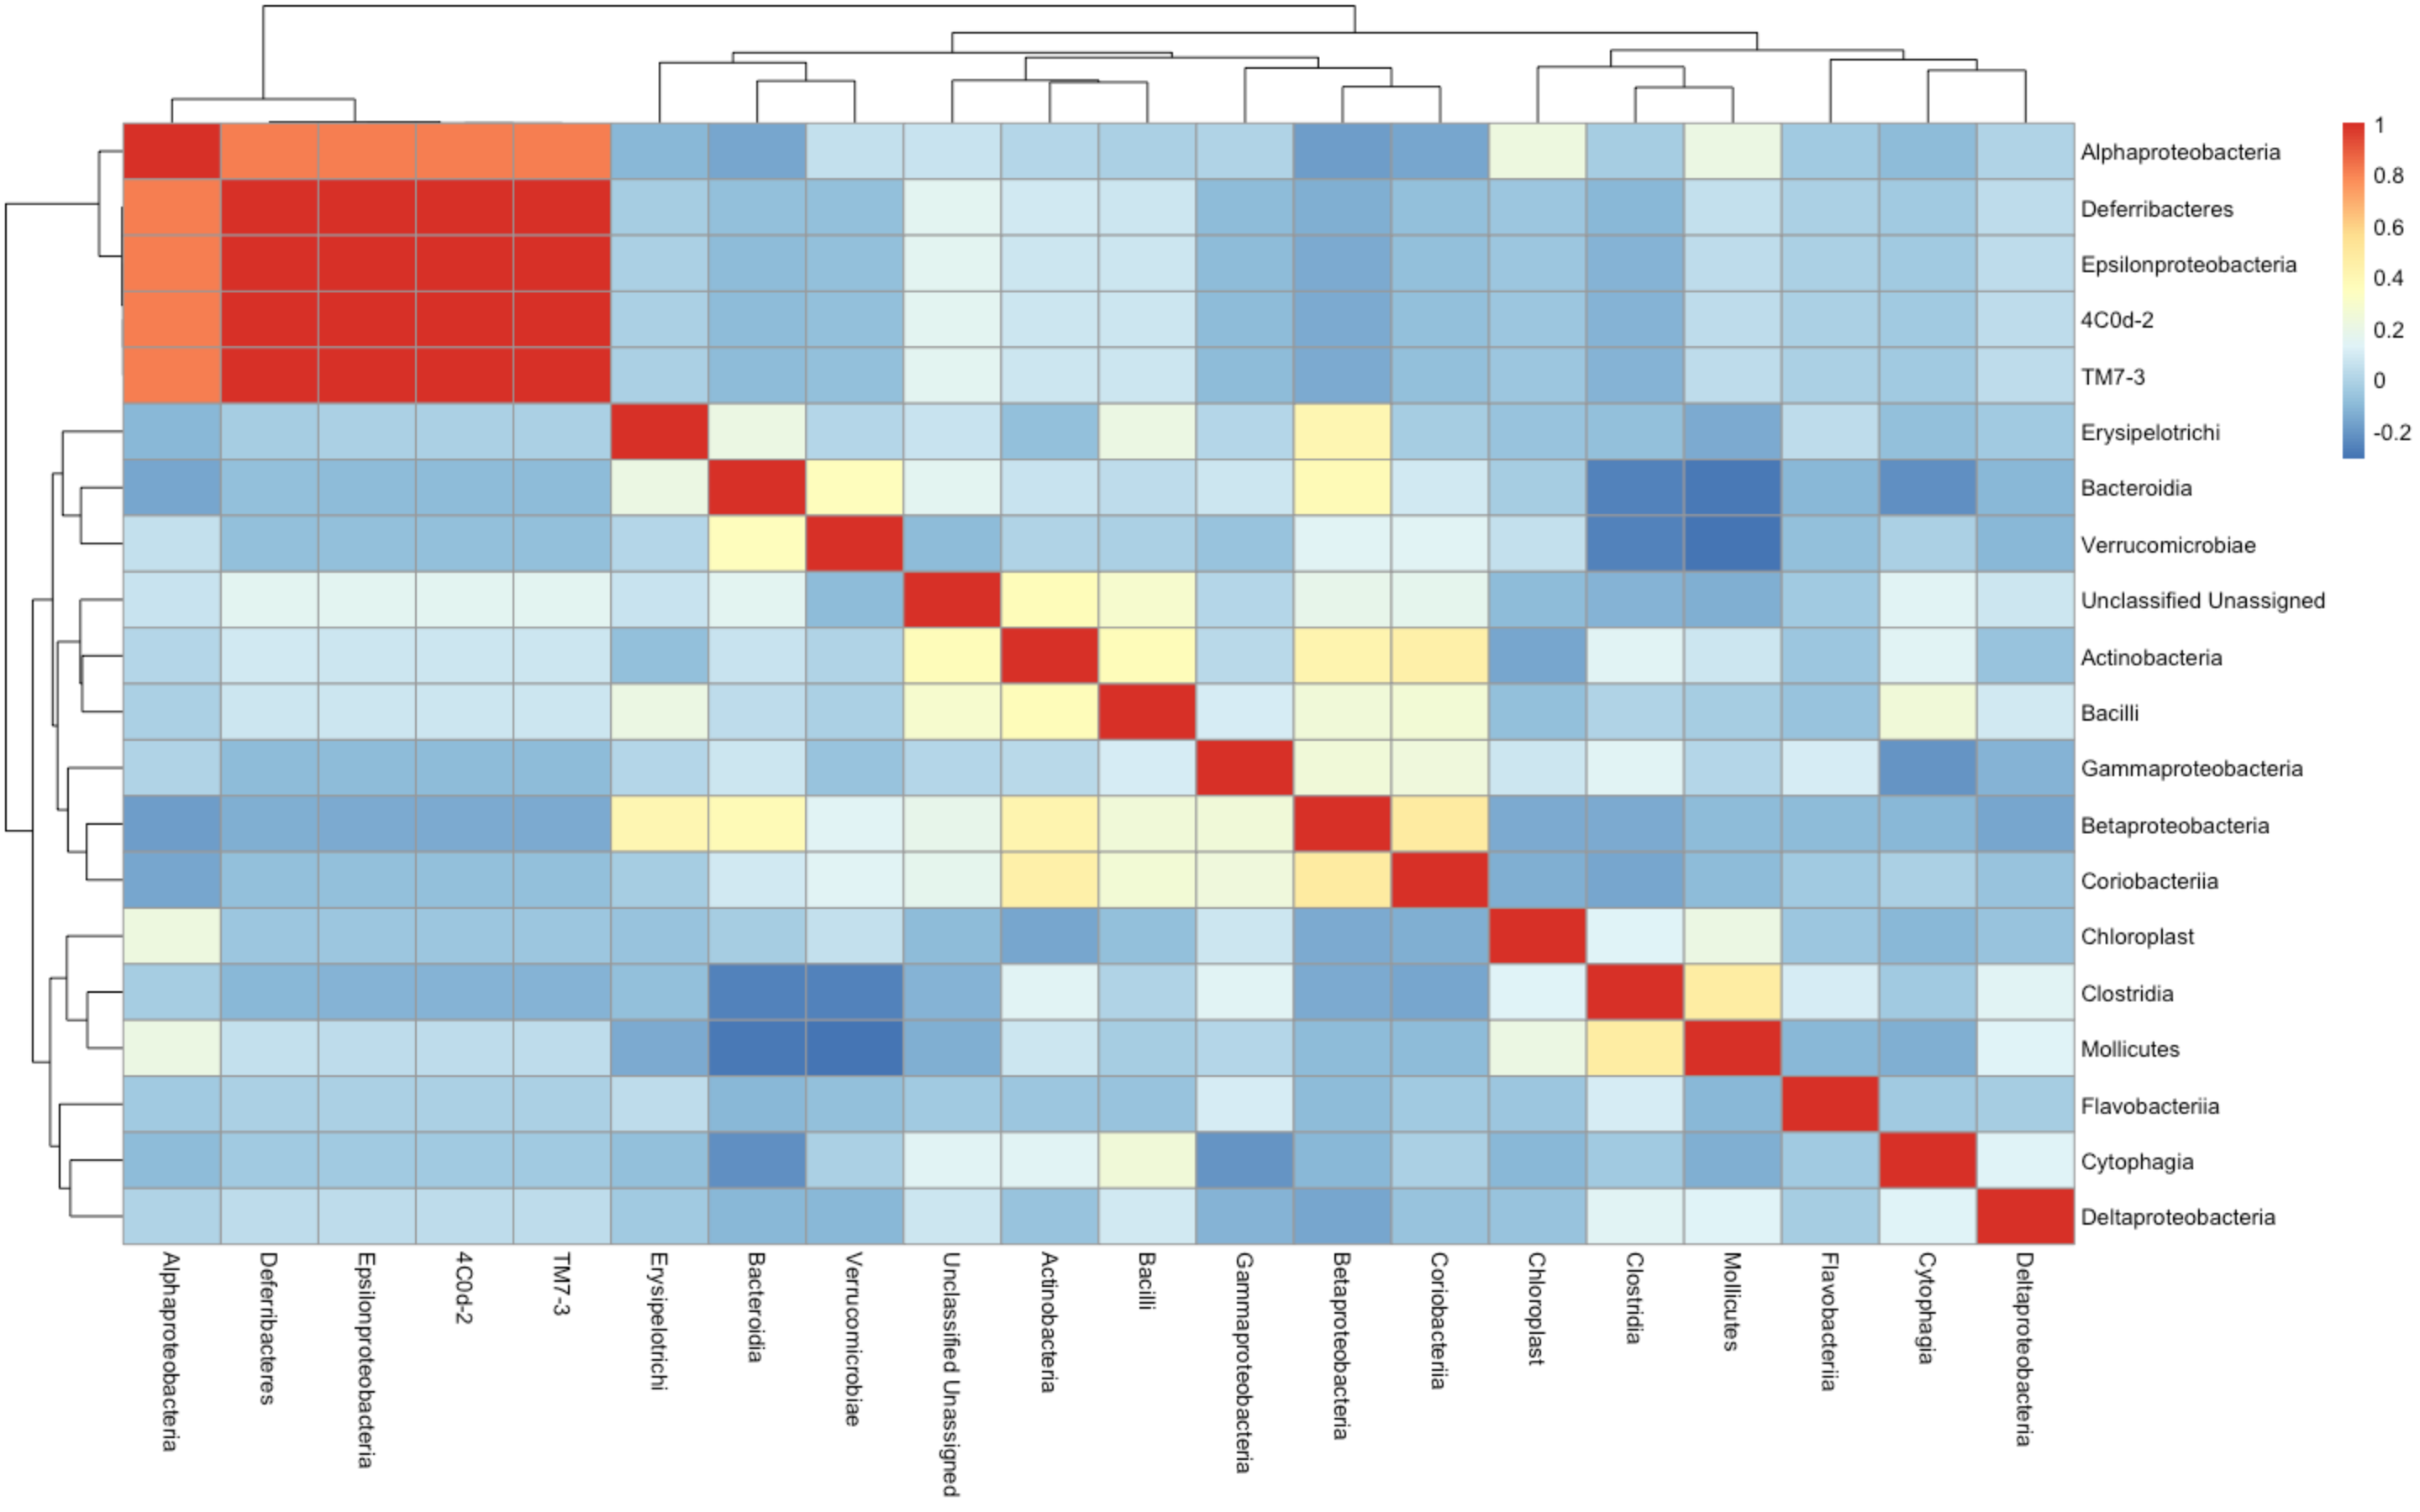 1
0.8
0.6
0.4
0.2
0
-0.2
Alphaproteobacteria
Deferribacteres
Epsilonproteobacteria
4C0d-2
TM7-3
Erysipelotrichi
Bacteroidia
Verrucomicrobiae
Unclassified Unassigned
Actinobacteria
Bacilli
Gammaproteobacteria
Betaproteobacteria
Coriobacteriia
Chloroplast
Clostridia
Mollicutes
Flavobacteriia
Cytophagia
Deltaproteobacteria
Alphaproteobacteria
Deferribacteres
Epsilonproteobacteria
4C0d-2
TM7-3
Erysipelotrichi
Bacteroidia
Verrucomicrobiae
Unclassified Unassigned
Actinobacteria
Bacilli
Gammaproteobacteria
Betaproteobacteria
Coriobacteriia
Chloroplast
Clostridia
Mollicutes
Flavobacteriia
Cytophagia
Deltaproteobacteria